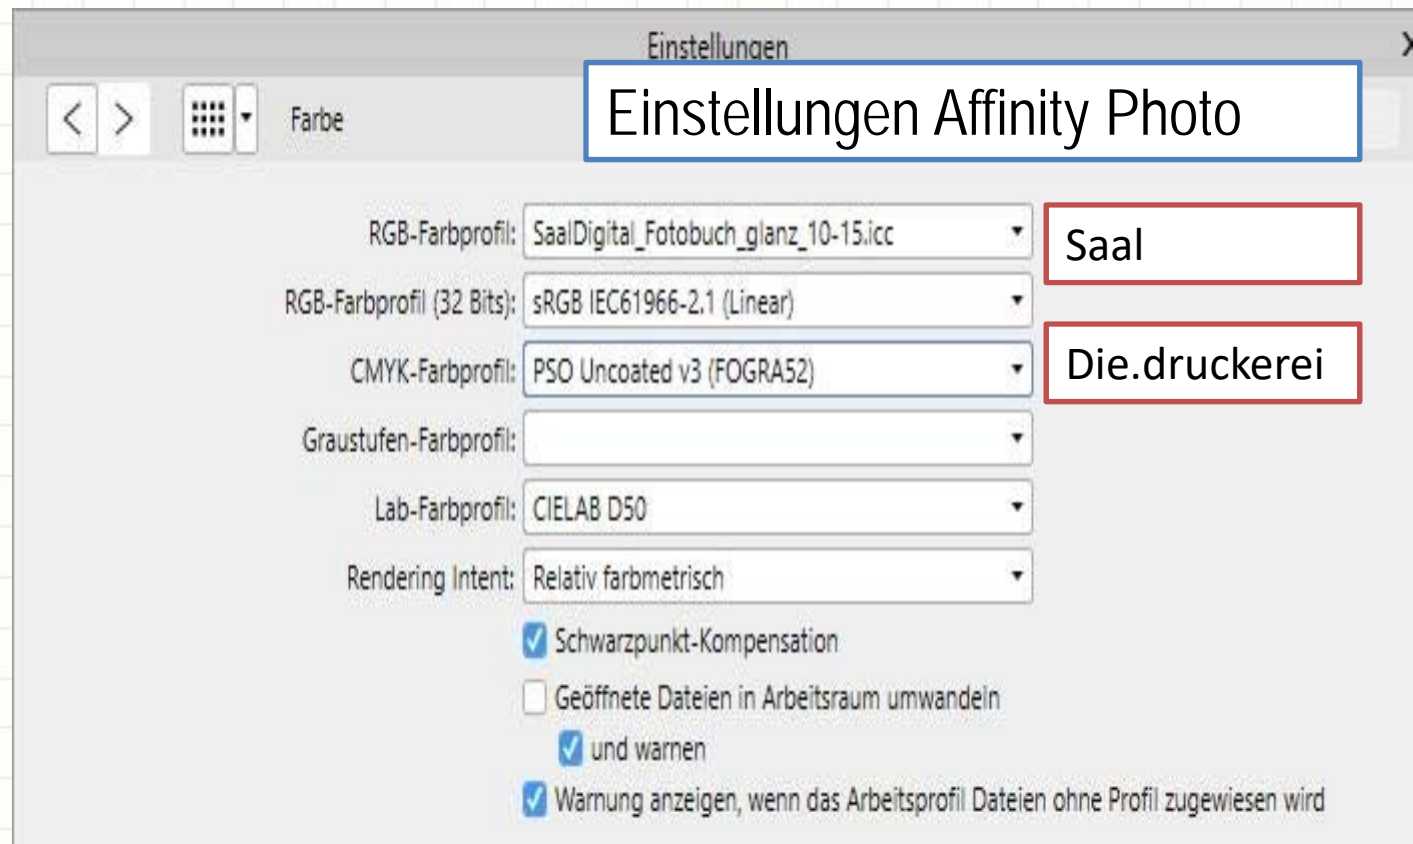 Einstellungen
Einstellungen Affinity Photo
Farbe
RGB-Farbprofil: SaalDigital_Fotobuch_glanz_10-15.icc
Saal
RGB-Farbprofil (32 Bits): sRGB IEC61966-2.1 (Linear)
CMYK-Farbprofil: PSO Uncoated v3 (FOGRA52)
Die.druckerei
Graustufen-Farbprofil:
Lab-Farbprofil: CIELAB D50
Rendering Intent: Relativ farbmetrisch
Schwarzpunkt-Kompensation
Geöffnete Dateien in Arbeitsraum umwandeln
und warnen
Warnung anzeigen, wenn das Arbeitsprofil Dateien ohne Profil zugewiesen wird